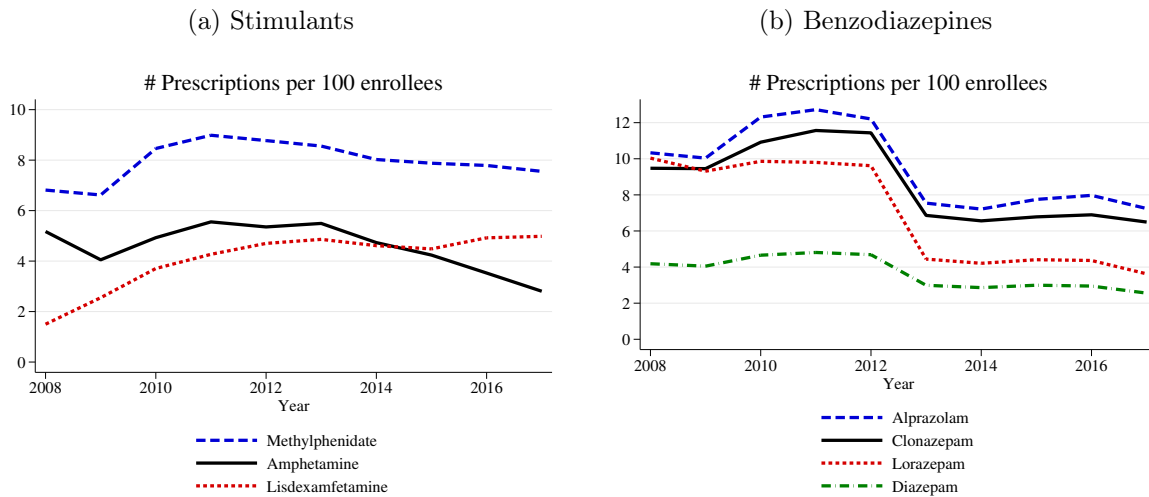 (a) Stimulants
# Prescriptions per 100 enrollees
10
8
6
4
2
0
2008 2010 2012 2014 2016
Year
Methylphenidate
Amphetamine
Lisdexamfetamine
(b) Benzodiazepines
# Prescriptions per 100 enrollees
12
10
8
6
4
2
0
2008 2010 2012 2014 2016
Year
Alprazolam
Clonazepam
Lorazepam
Diazepam